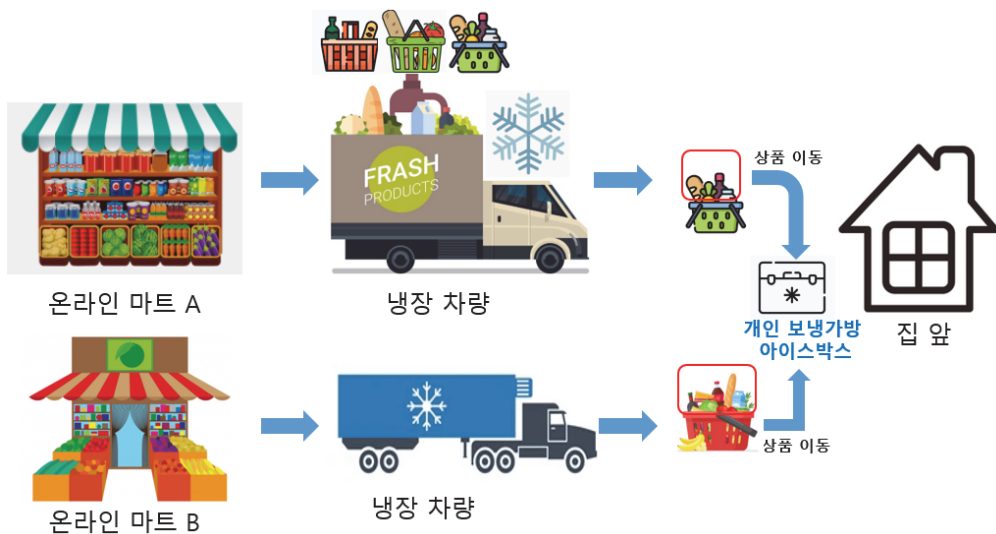 FRASH
PRODUCTS
상품 이동
온라인 마트 A
냉장 차량
개인 보냉가방
아이스박스
집 앞
상품 이동
온라인 마트 B
냉장 차량